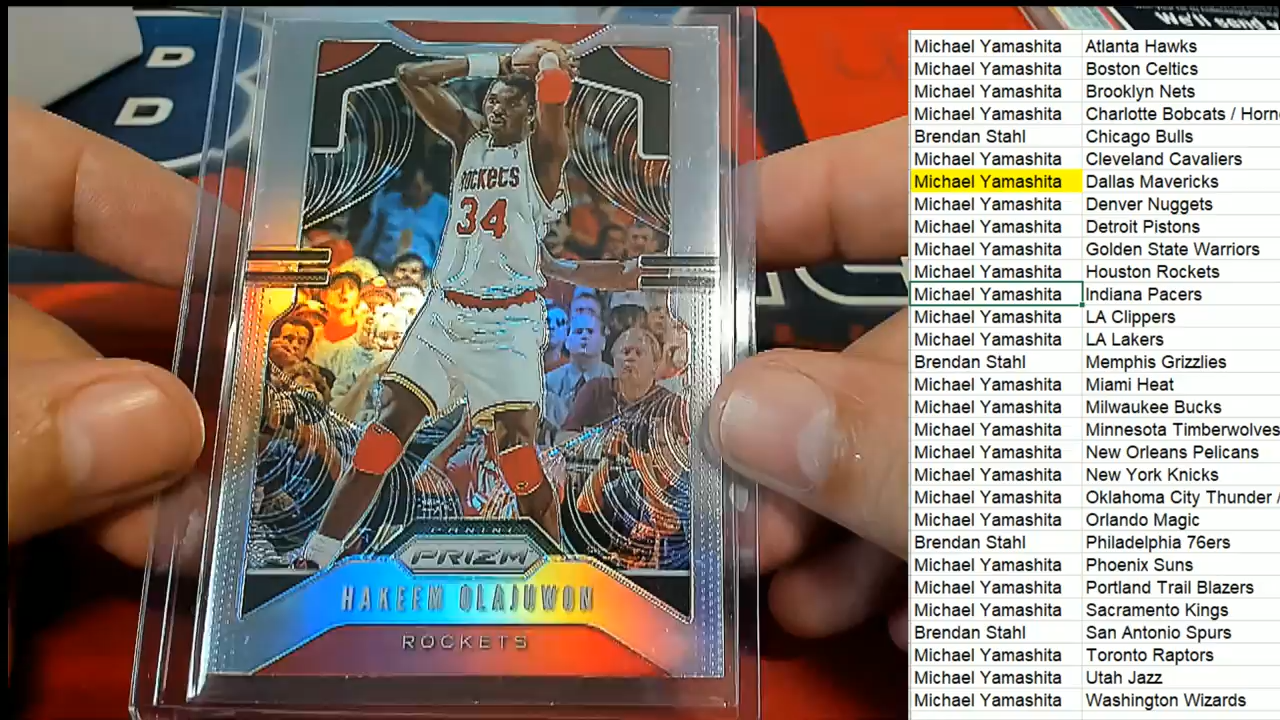 We'll send
D
D
ROCKETS
34
PANINI
PRIZM
HAKEEM OLAJUWON
ROCKETS
Michael Yamashita Atlanta Hawks
Michael Yamashita Boston Celtics
Michael Yamashita Brooklyn Nets
Michael Yamashita Charlotte Bobcats / Horn
Brendan Stahl Chicago Bulls
Michael Yamashita Cleveland Cavaliers
Michael Yamashita Dallas Mavericks
Michael Yamashita Denver Nuggets
Michael Yamashita Detroit Pistons
Michael Yamashita Golden State Warriors
Michael Yamashita Houston Rockets
Michael Yamashita Indiana Pacers
Michael Yamashita LA Clippers
Michael Yamashita LA Lakers
Brendan Stahl Memphis Grizzlies
Michael Yamashita Miami Heat
Michael Yamashita Milwaukee Bucks
Michael Yamashita Minnesota Timberwolves
Michael Yamashita New Orleans Pelicans
Michael Yamashita New York Knicks
Michael Yamashita Oklahoma City Thunder /
Michael Yamashita Orlando Magic
Brendan Stahl Philadelphia 76ers
Michael Yamashita Phoenix Suns
Michael Yamashita Portland Trail Blazers
Michael Yamashita Sacramento Kings
Brendan Stahl San Antonio Spurs
Michael Yamashita Toronto Raptors
Michael Yamashita Utah Jazz
Michael Yamashita Washington Wizards